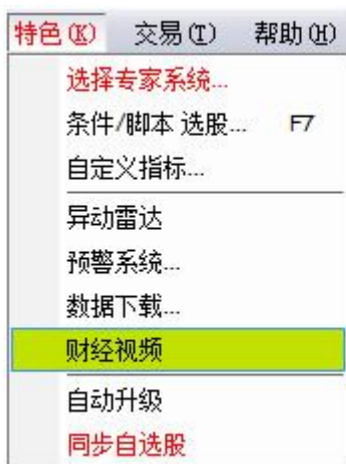 特色(K) 交易(T) 帮助(H)
选择专家系统...
条件/脚本 选股... F7
自定义指标...
异动雷达
预警系统...
数据下载...
财经视频
自动升级
同步自选股